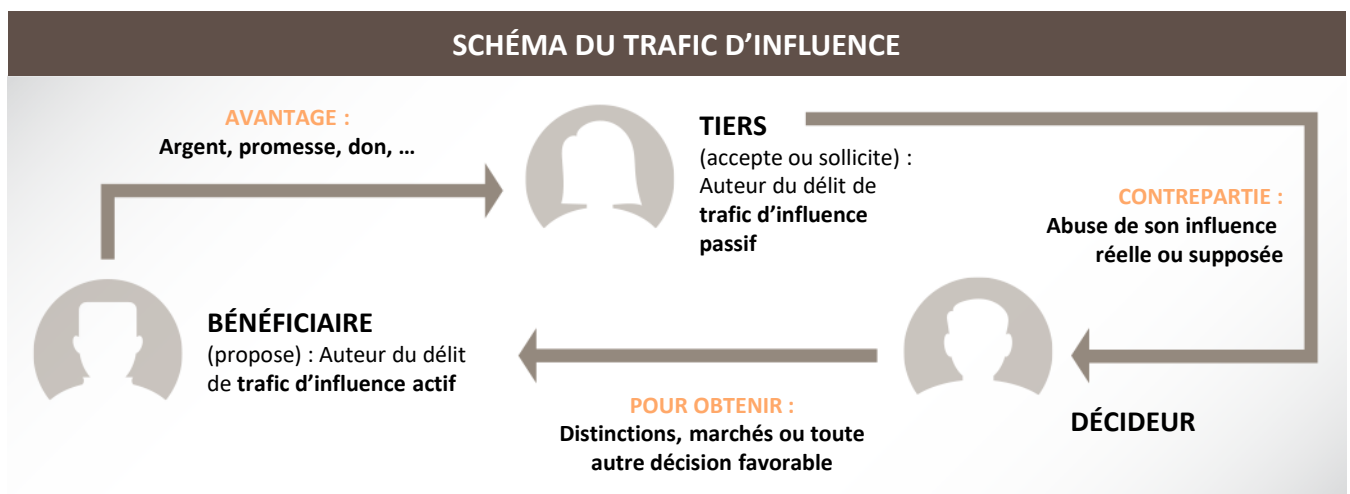 SCHÉMA DU TRAFIC D’INFLUENCE
AVANTAGE :
Argent, promesse, don, …
TIERS
(accepte ou sollicite) :
Auteur du délit de
trafic d’influence
passif
CONTREPARTIE :
Abuse de son influence
réelle ou supposée
BÉNÉFICIAIRE
(propose) : Auteur du délit
de trafic d’influence actif
POUR OBTENIR :
Distinctions, marchés ou toute
autre décision favorable
DÉCIDEUR